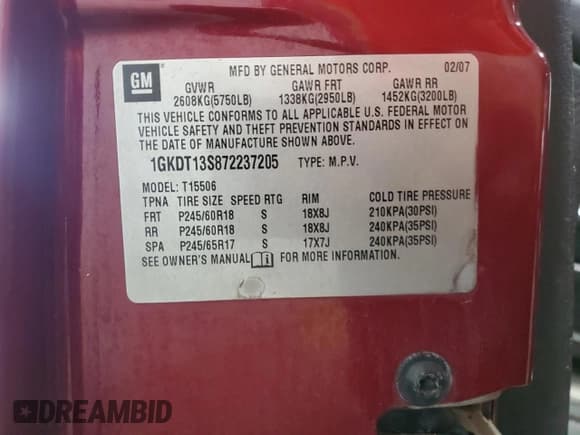 GM
MFD BY GENERAL MOTORS CORP. 02/07
GVWR GAWR FRT GAWR RR
2608KG(5750LB) 1338KG(2950LB) 1452KG(3200LB)
THIS VEHICLE CONFORMS TO ALL APPLICABLE U.S. FEDERAL MOTOR
VEHICLE SAFETY AND THEFT PREVENTION STANDARDS IN EFFECT ON
THE DATE OF MANUFACTURE SHOWN ABOVE.
1GKDT13S872237205 TYPE: M.P.V.
MODEL: T15506
TPNA TIRE SIZE SPEED RTG RIM COLD TIRE PRESSURE
FRT P245/60R18 S 18X8J 210KPA(30PSI)
RR P245/60R18 S 18X8J 240KPA(35PSI)
SPA P245/65R17 S 17X7J 240KPA(35PSI)
SEE OWNER'S MANUAL FOR MORE INFORMATION.
DREAMBID